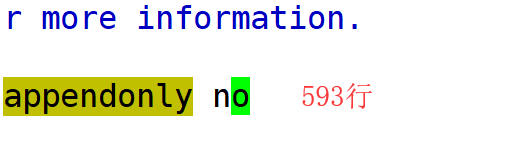 r more information.
appendonly no 593行